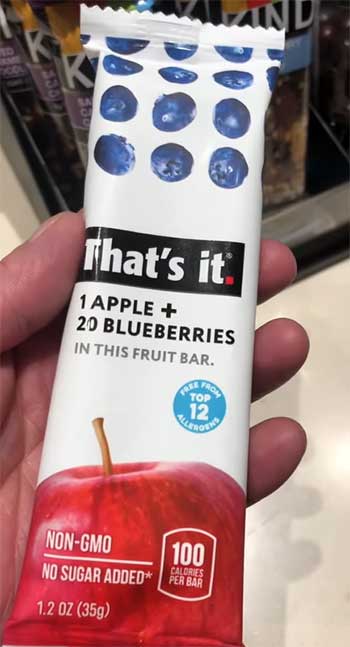 KIND
That's it.®
1 APPLE +
20 BLUEBERRIES
IN THIS FRUIT BAR.
FREE FROM
TOP
12
ALLERGENS
NON-GMO
NO SUGAR ADDED*
100
CALORIES
PER BAR
1.2 OZ (35g)